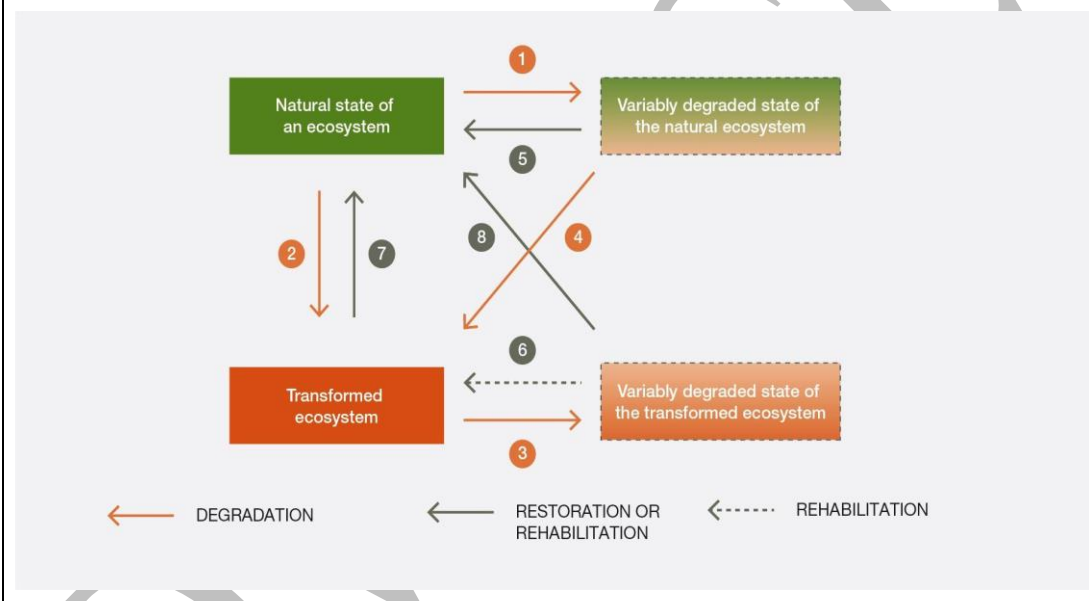 1
Natural state of
an ecosystem
Variably degraded state of
the natural ecosystem
5
2
7
8
4
6
Transformed
ecosystem
Variably degraded state of
the transformed ecosystem
3
DEGRADATION
RESTORATION OR
REHABILITATION
REHABILITATION